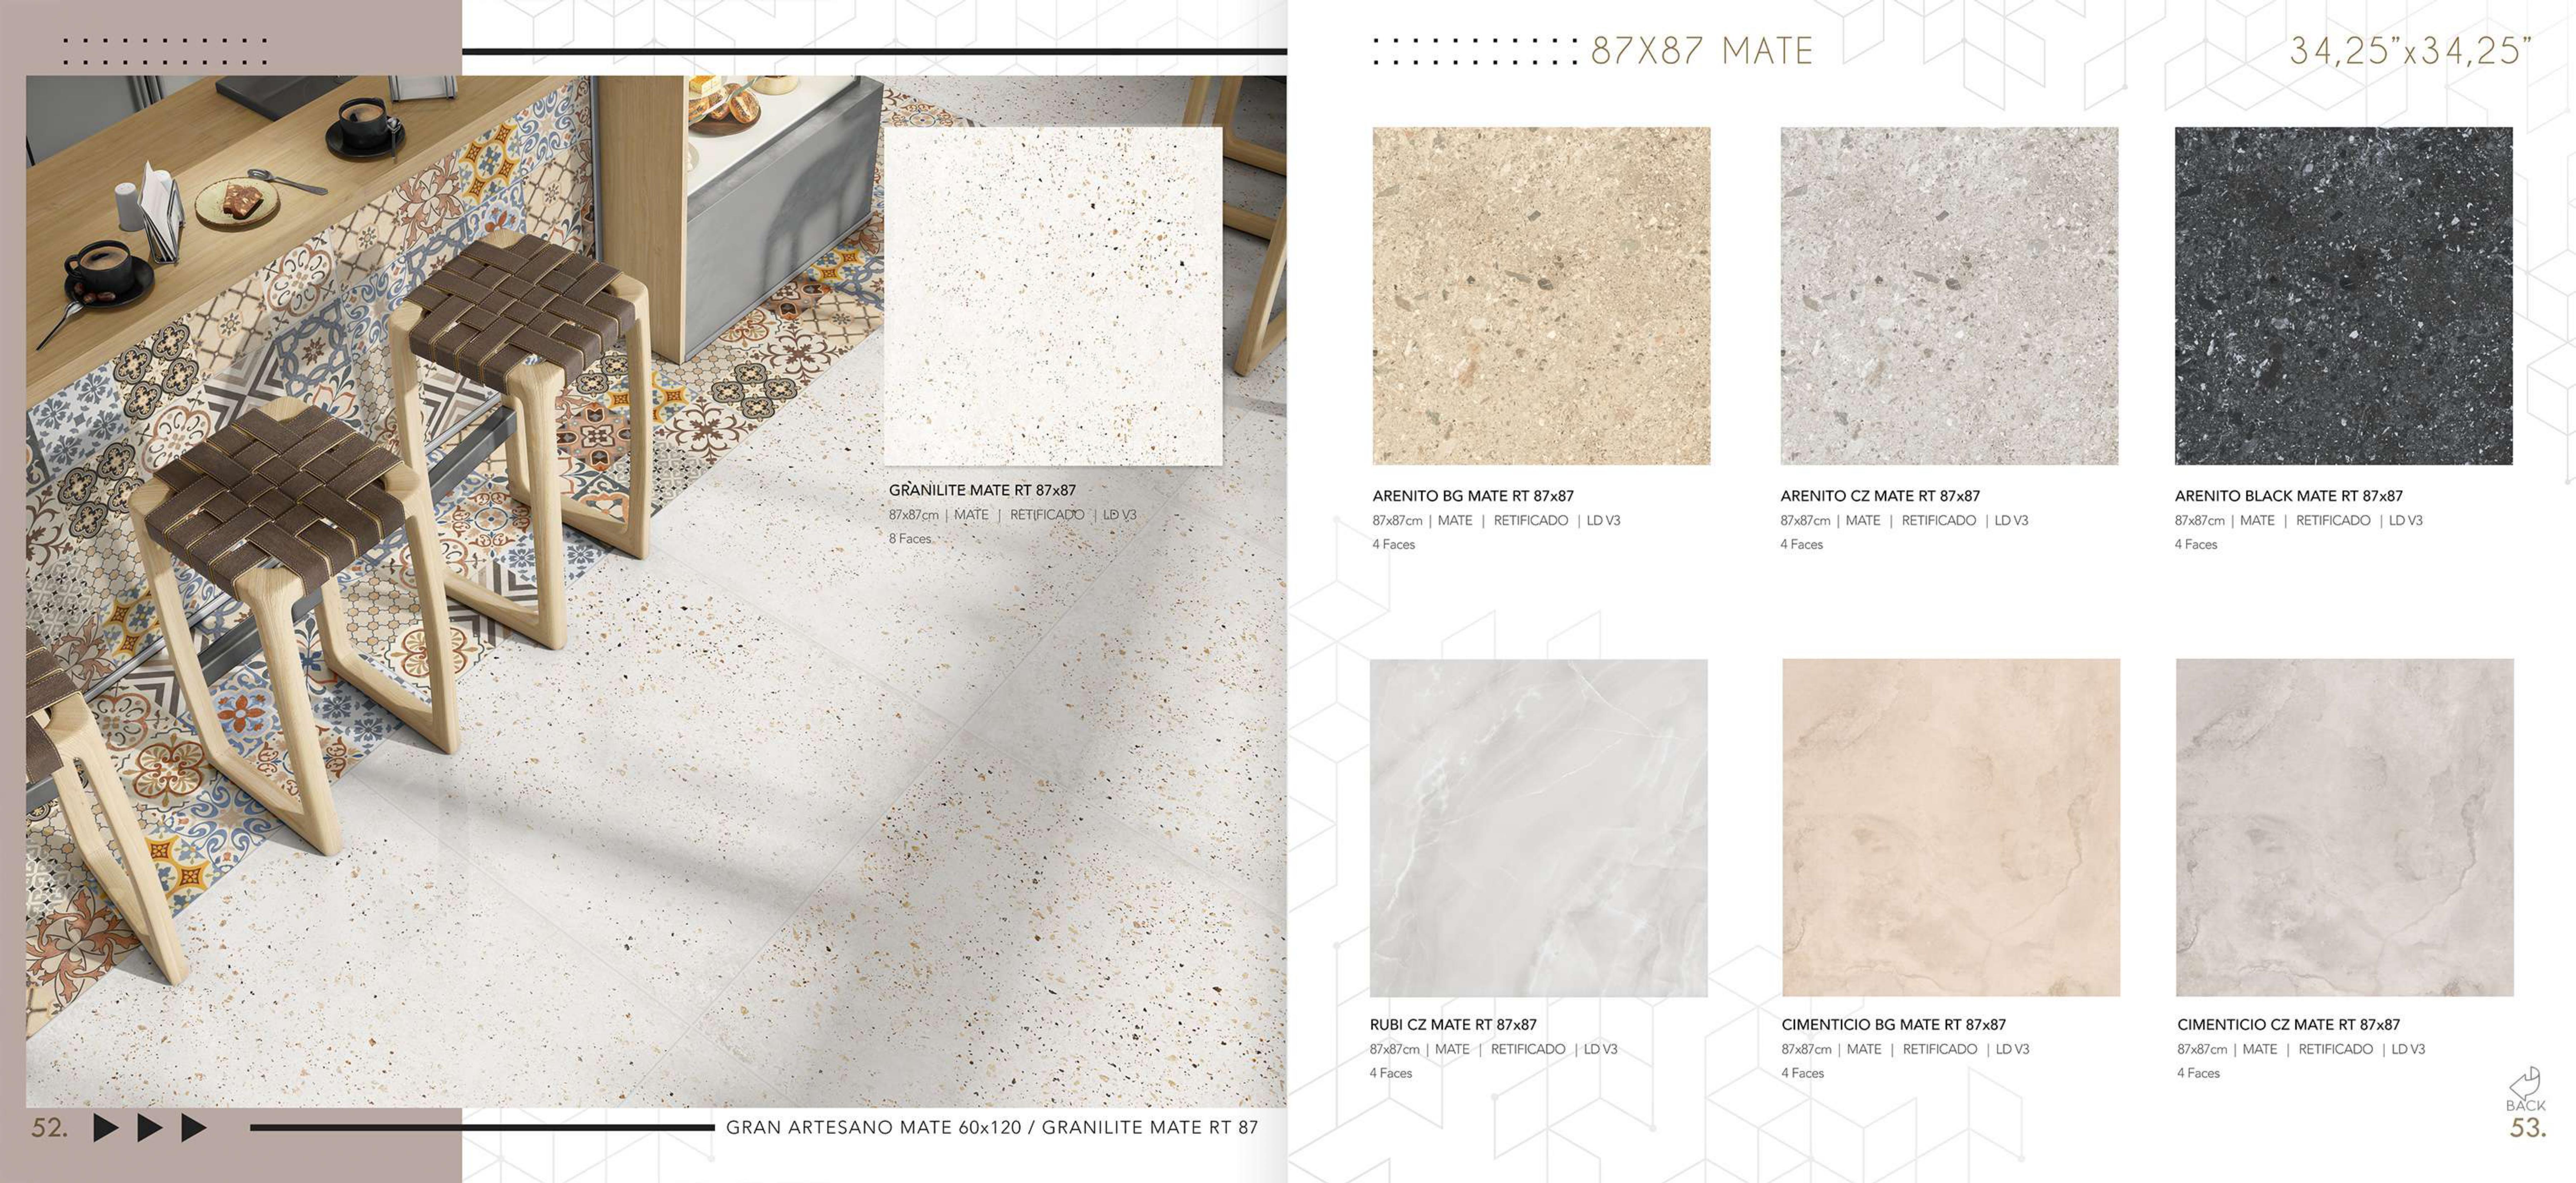 GRANILITE MATE RT 87x87
87x87cm | MATE | RETIFICADO | LD V3
8 Faces
52.
GRAN ARTESANO MATE 60x120 / GRANILITE MATE RT 87
87X87 MATE
34,25”x34,25”
ARENITO BG MATE RT 87x87
87x87cm | MATE | RETIFICADO | LD V3
4 Faces
ARENITO CZ MATE RT 87x87
87x87cm | MATE | RETIFICADO | LD V3
4 Faces
ARENITO BLACK MATE RT 87x87
87x87cm | MATE | RETIFICADO | LD V3
4 Faces
RUBI CZ MATE RT 87x87
87x87cm | MATE | RETIFICADO | LD V3
4 Faces
CIMENTICIO BG MATE RT 87x87
87x87cm | MATE | RETIFICADO | LD V3
4 Faces
CIMENTICIO CZ MATE RT 87x87
87x87cm | MATE | RETIFICADO | LD V3
4 Faces
BACK
53.